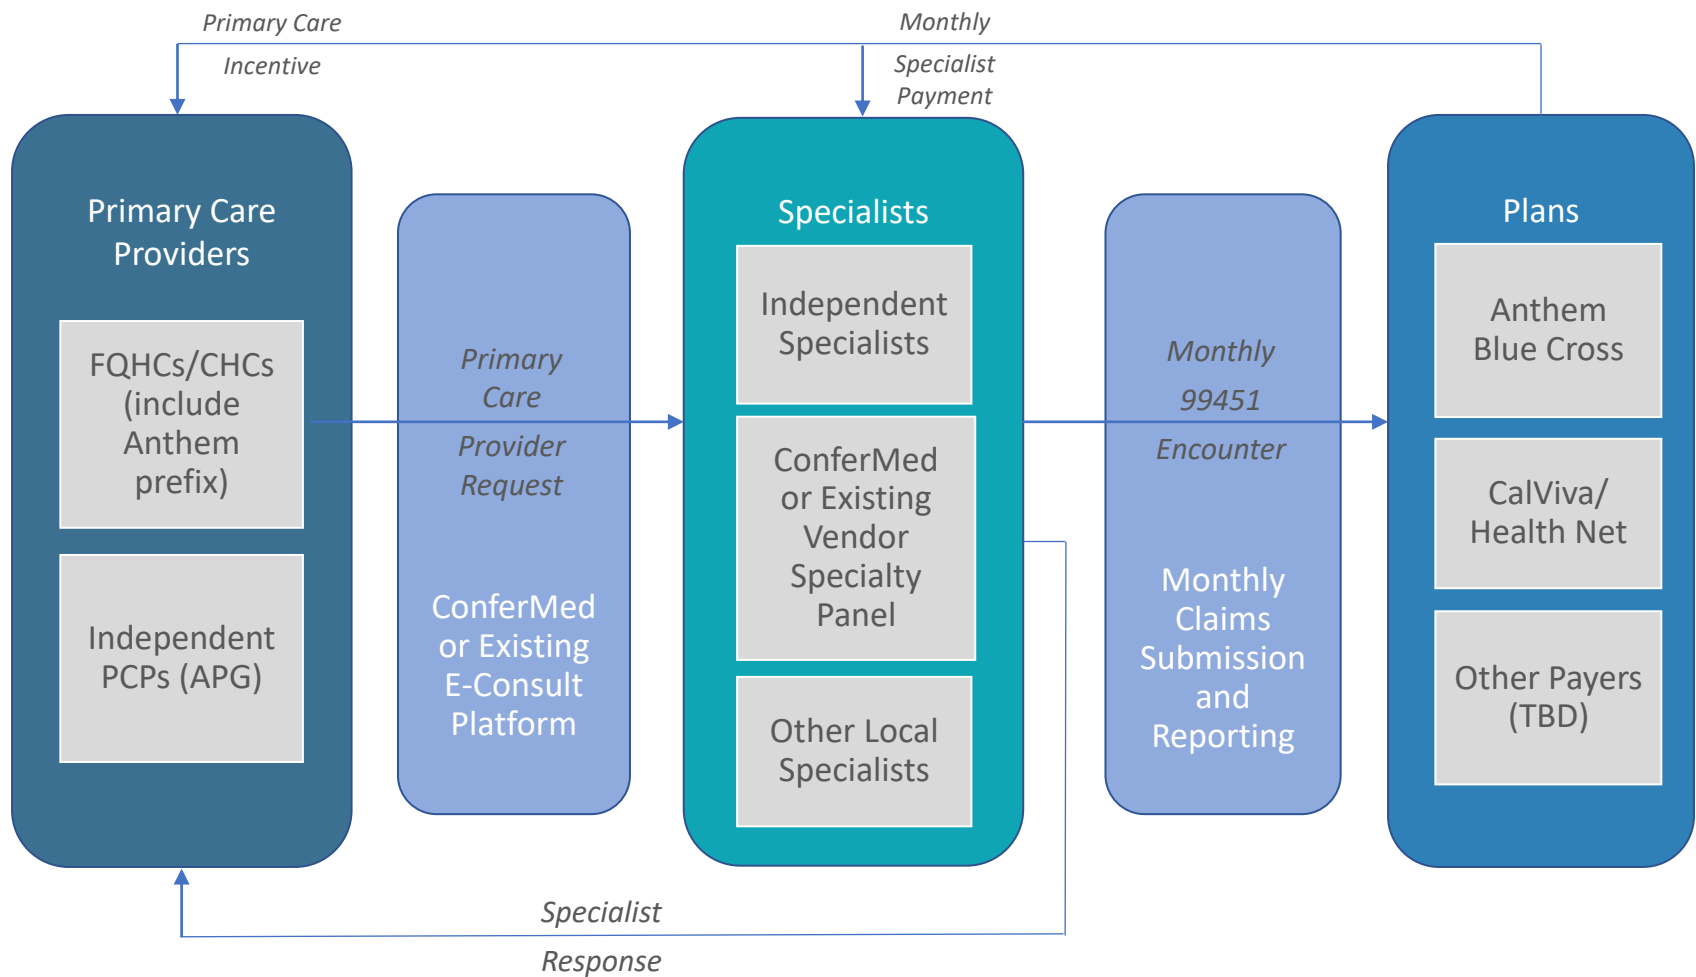 Primary Care
Incentive
Monthly
Specialist
Payment
Primary Care
Providers
FQHCs/CHCs
(include
Anthem
prefix)
Independent
PCPs (APG)
Primary
Care
Provider
Request
ConferMed
or Existing
E-Consult
Platform
Specialists
Independent
Specialists
ConferMed
or Existing
Vendor
Specialty
Panel
Other Local
Specialists
Monthly
99451
Encounter
Monthly
Claims
Submission
and
Reporting
Plans
Anthem
Blue Cross
CalViva/
Health Net
Other Payers
(TBD)
Specialist
Response